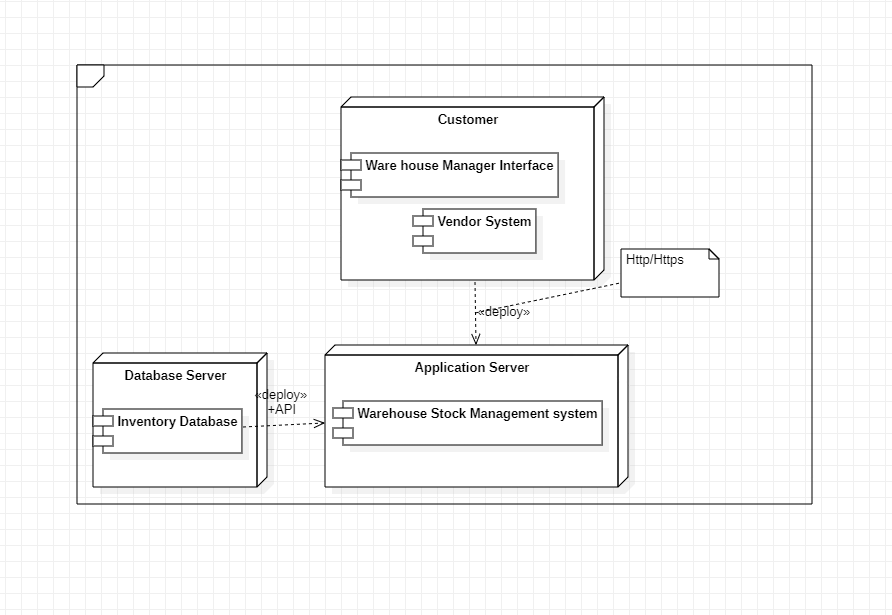 Customer
Ware house Manager Interface
Vendor System
Http/Https
«deploy»
Application Server
Warehouse Stock Management system
Database Server
Inventory Database
«deploy»
+API